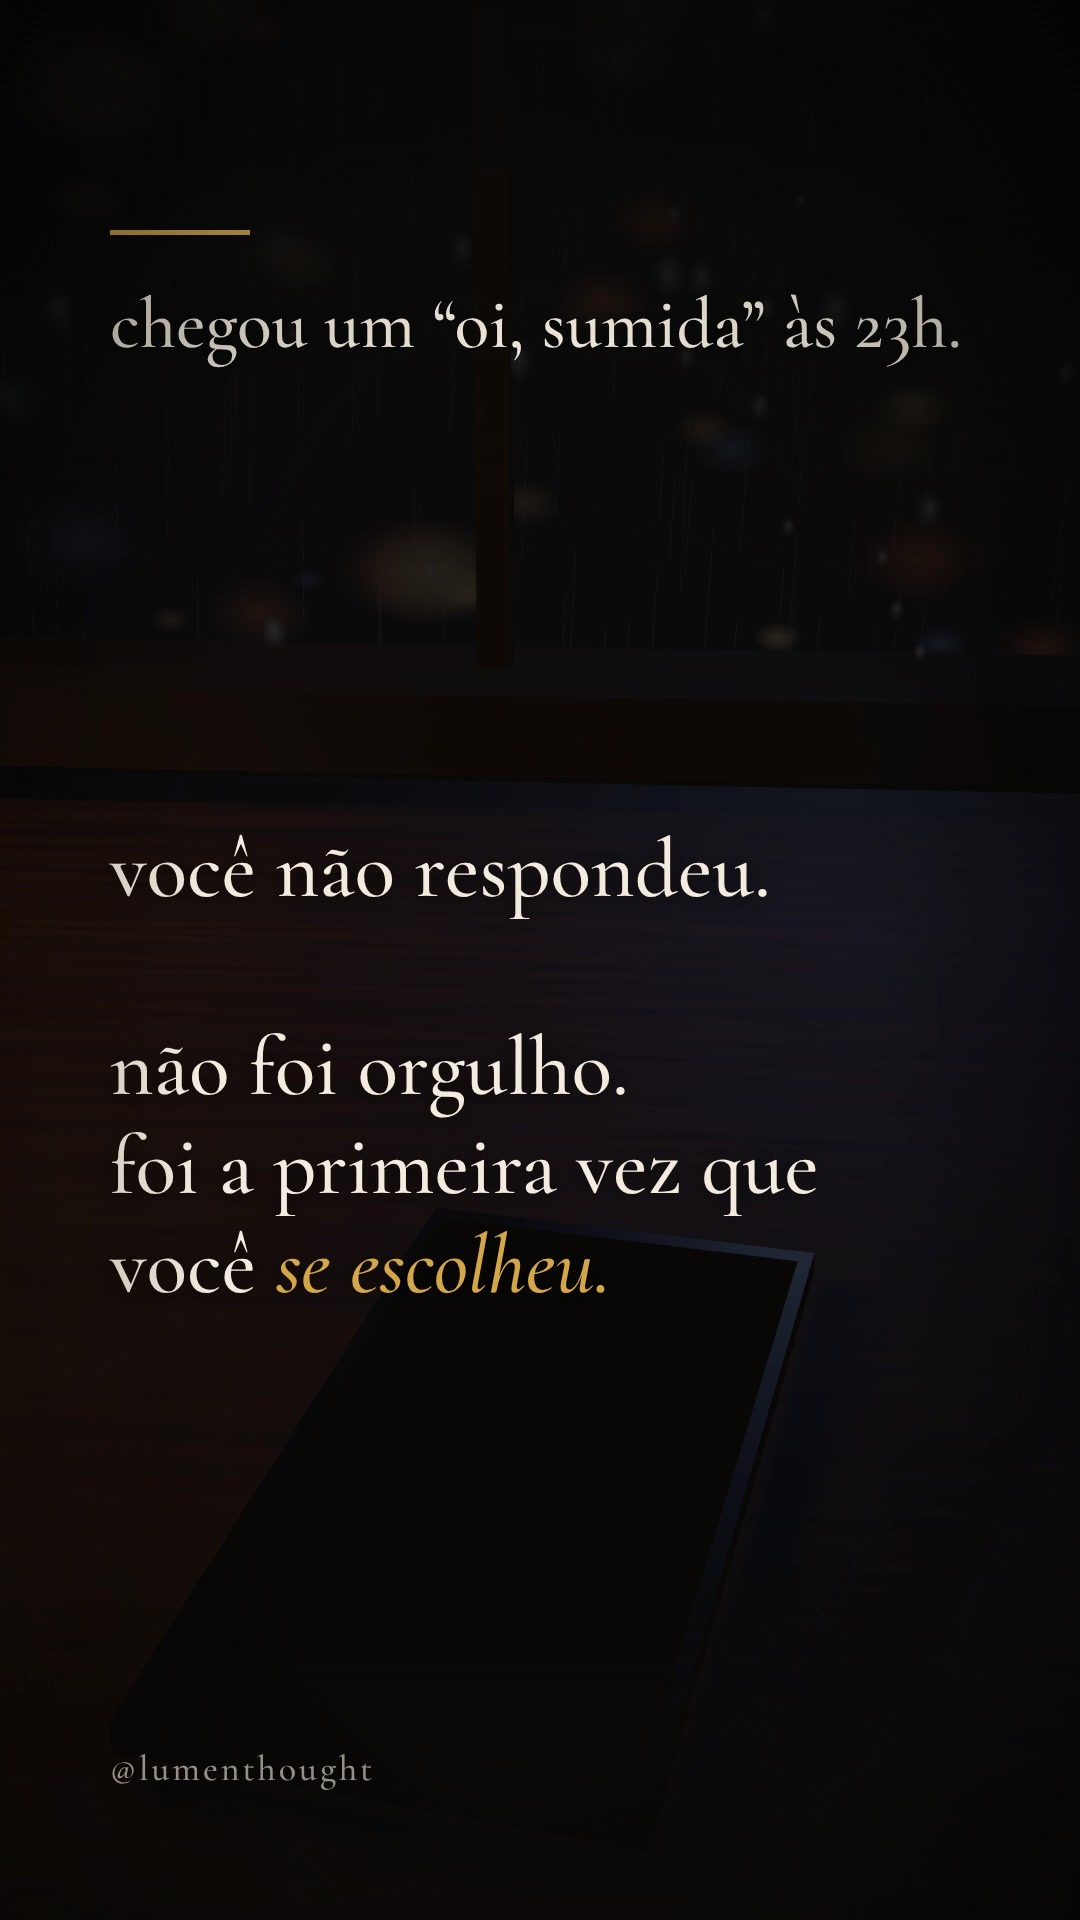 chegou um “oi, sumida” às 23h.
você não respondeu.
não foi orgulho.
foi a primeira vez que
você se escolheu.
@lumenthought